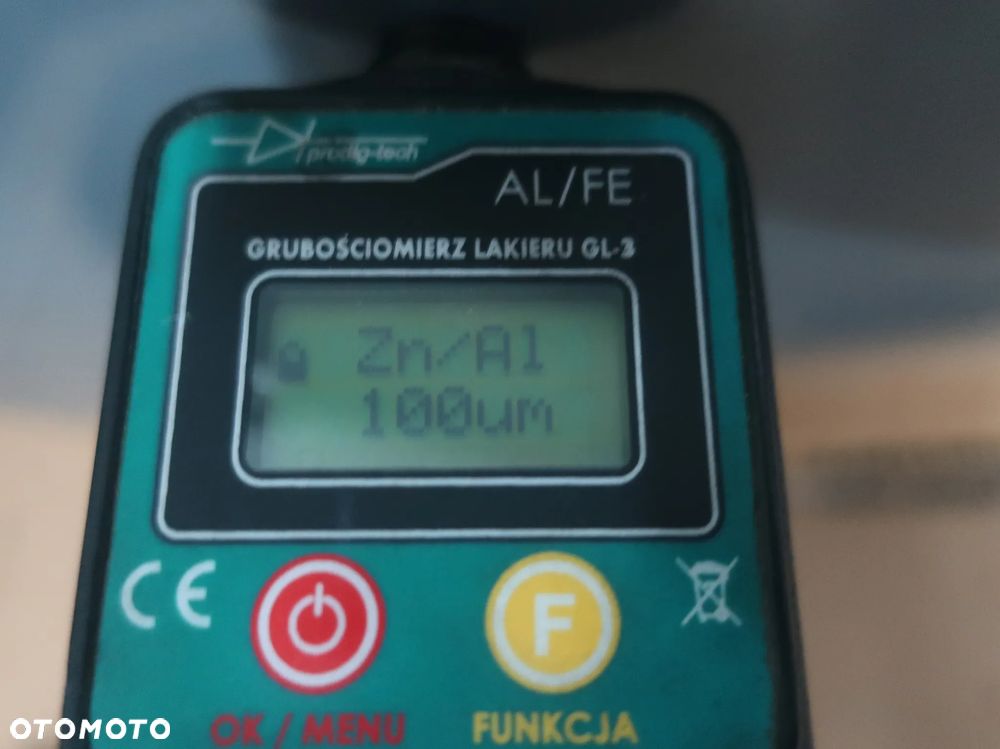 prodig-tech
AL/FE
GRUBOŚCIOMIERZ LAKIERU GL-3
Zn/Al
100um
CE
F
OK / MENU
FUNKCJA
OTOMOTO